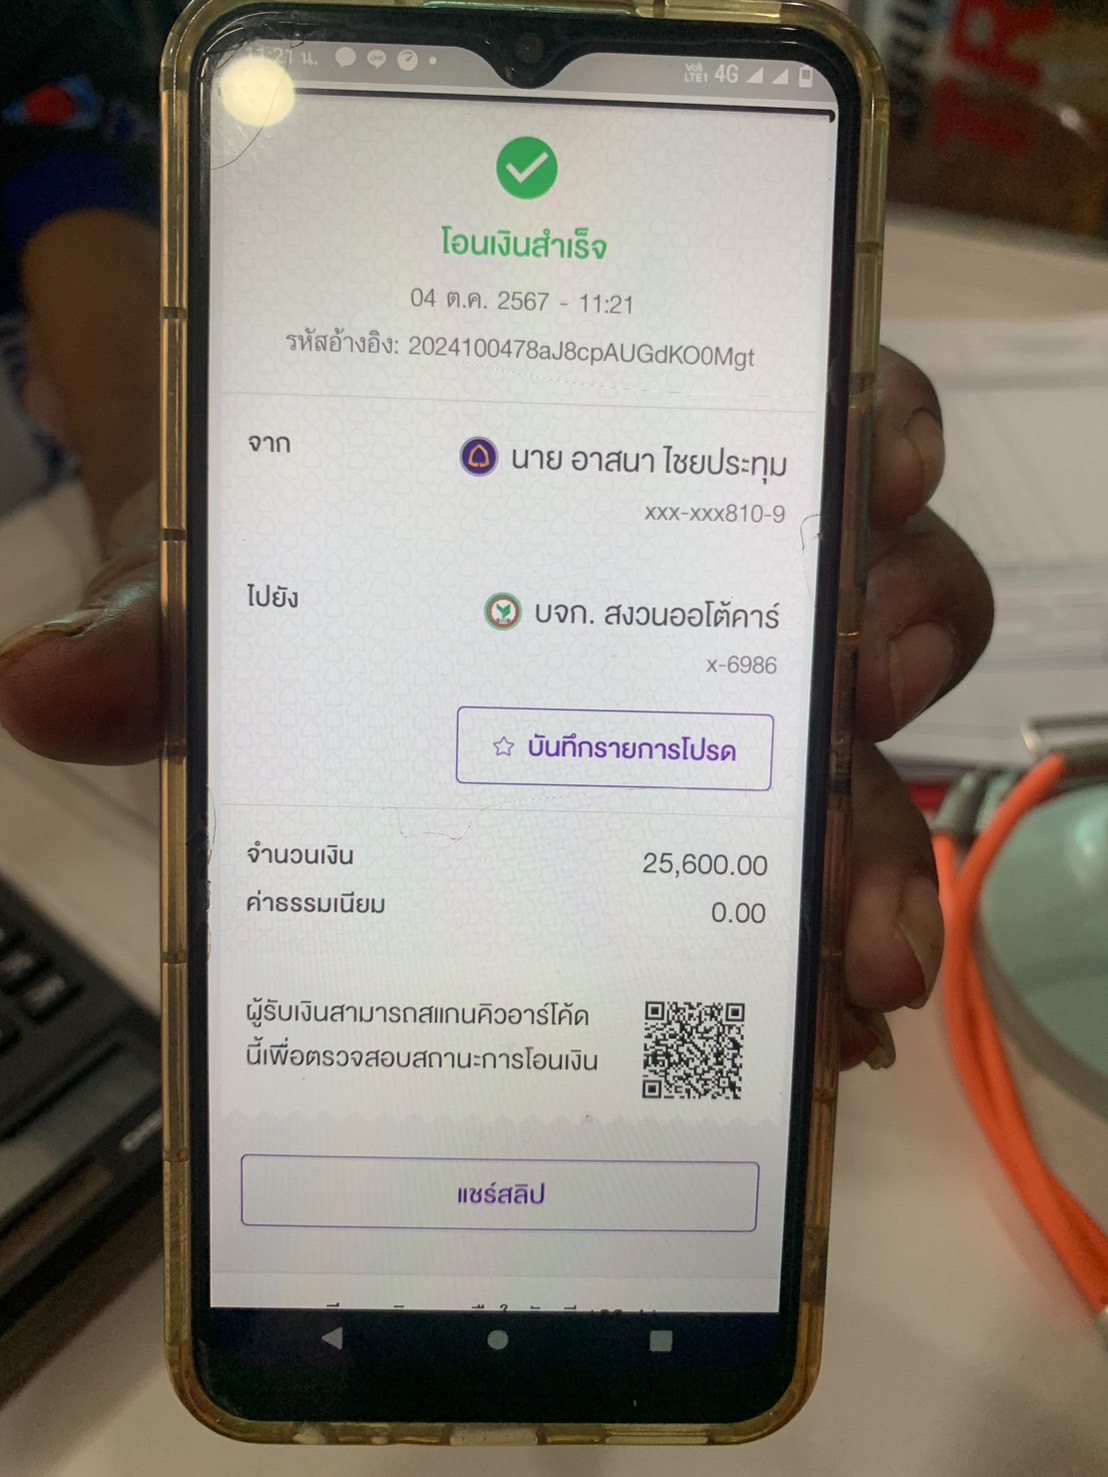 11:21 น.
VoLTE1 4G
โอนเงินสำเร็จ
04 ต.ค. 2567 - 11:21
รหัสอ้างอิง: 2024100478aJ8cpAUGdKO0Mgt
จาก
นาย อาสนา ไชยประทุม
xxx-xxx810-9
ไปยัง
บจก. สงวนออโต้คาร์
x-6986
บันทึกรายการโปรด
จำนวนเงิน 25,600.00
ค่าธรรมเนียม 0.00
ผู้รับเงินสามารถสแกนคิวอาร์โค้ด
นี้เพื่อตรวจสอบสถานะการโอนเงิน
แชร์สลิป